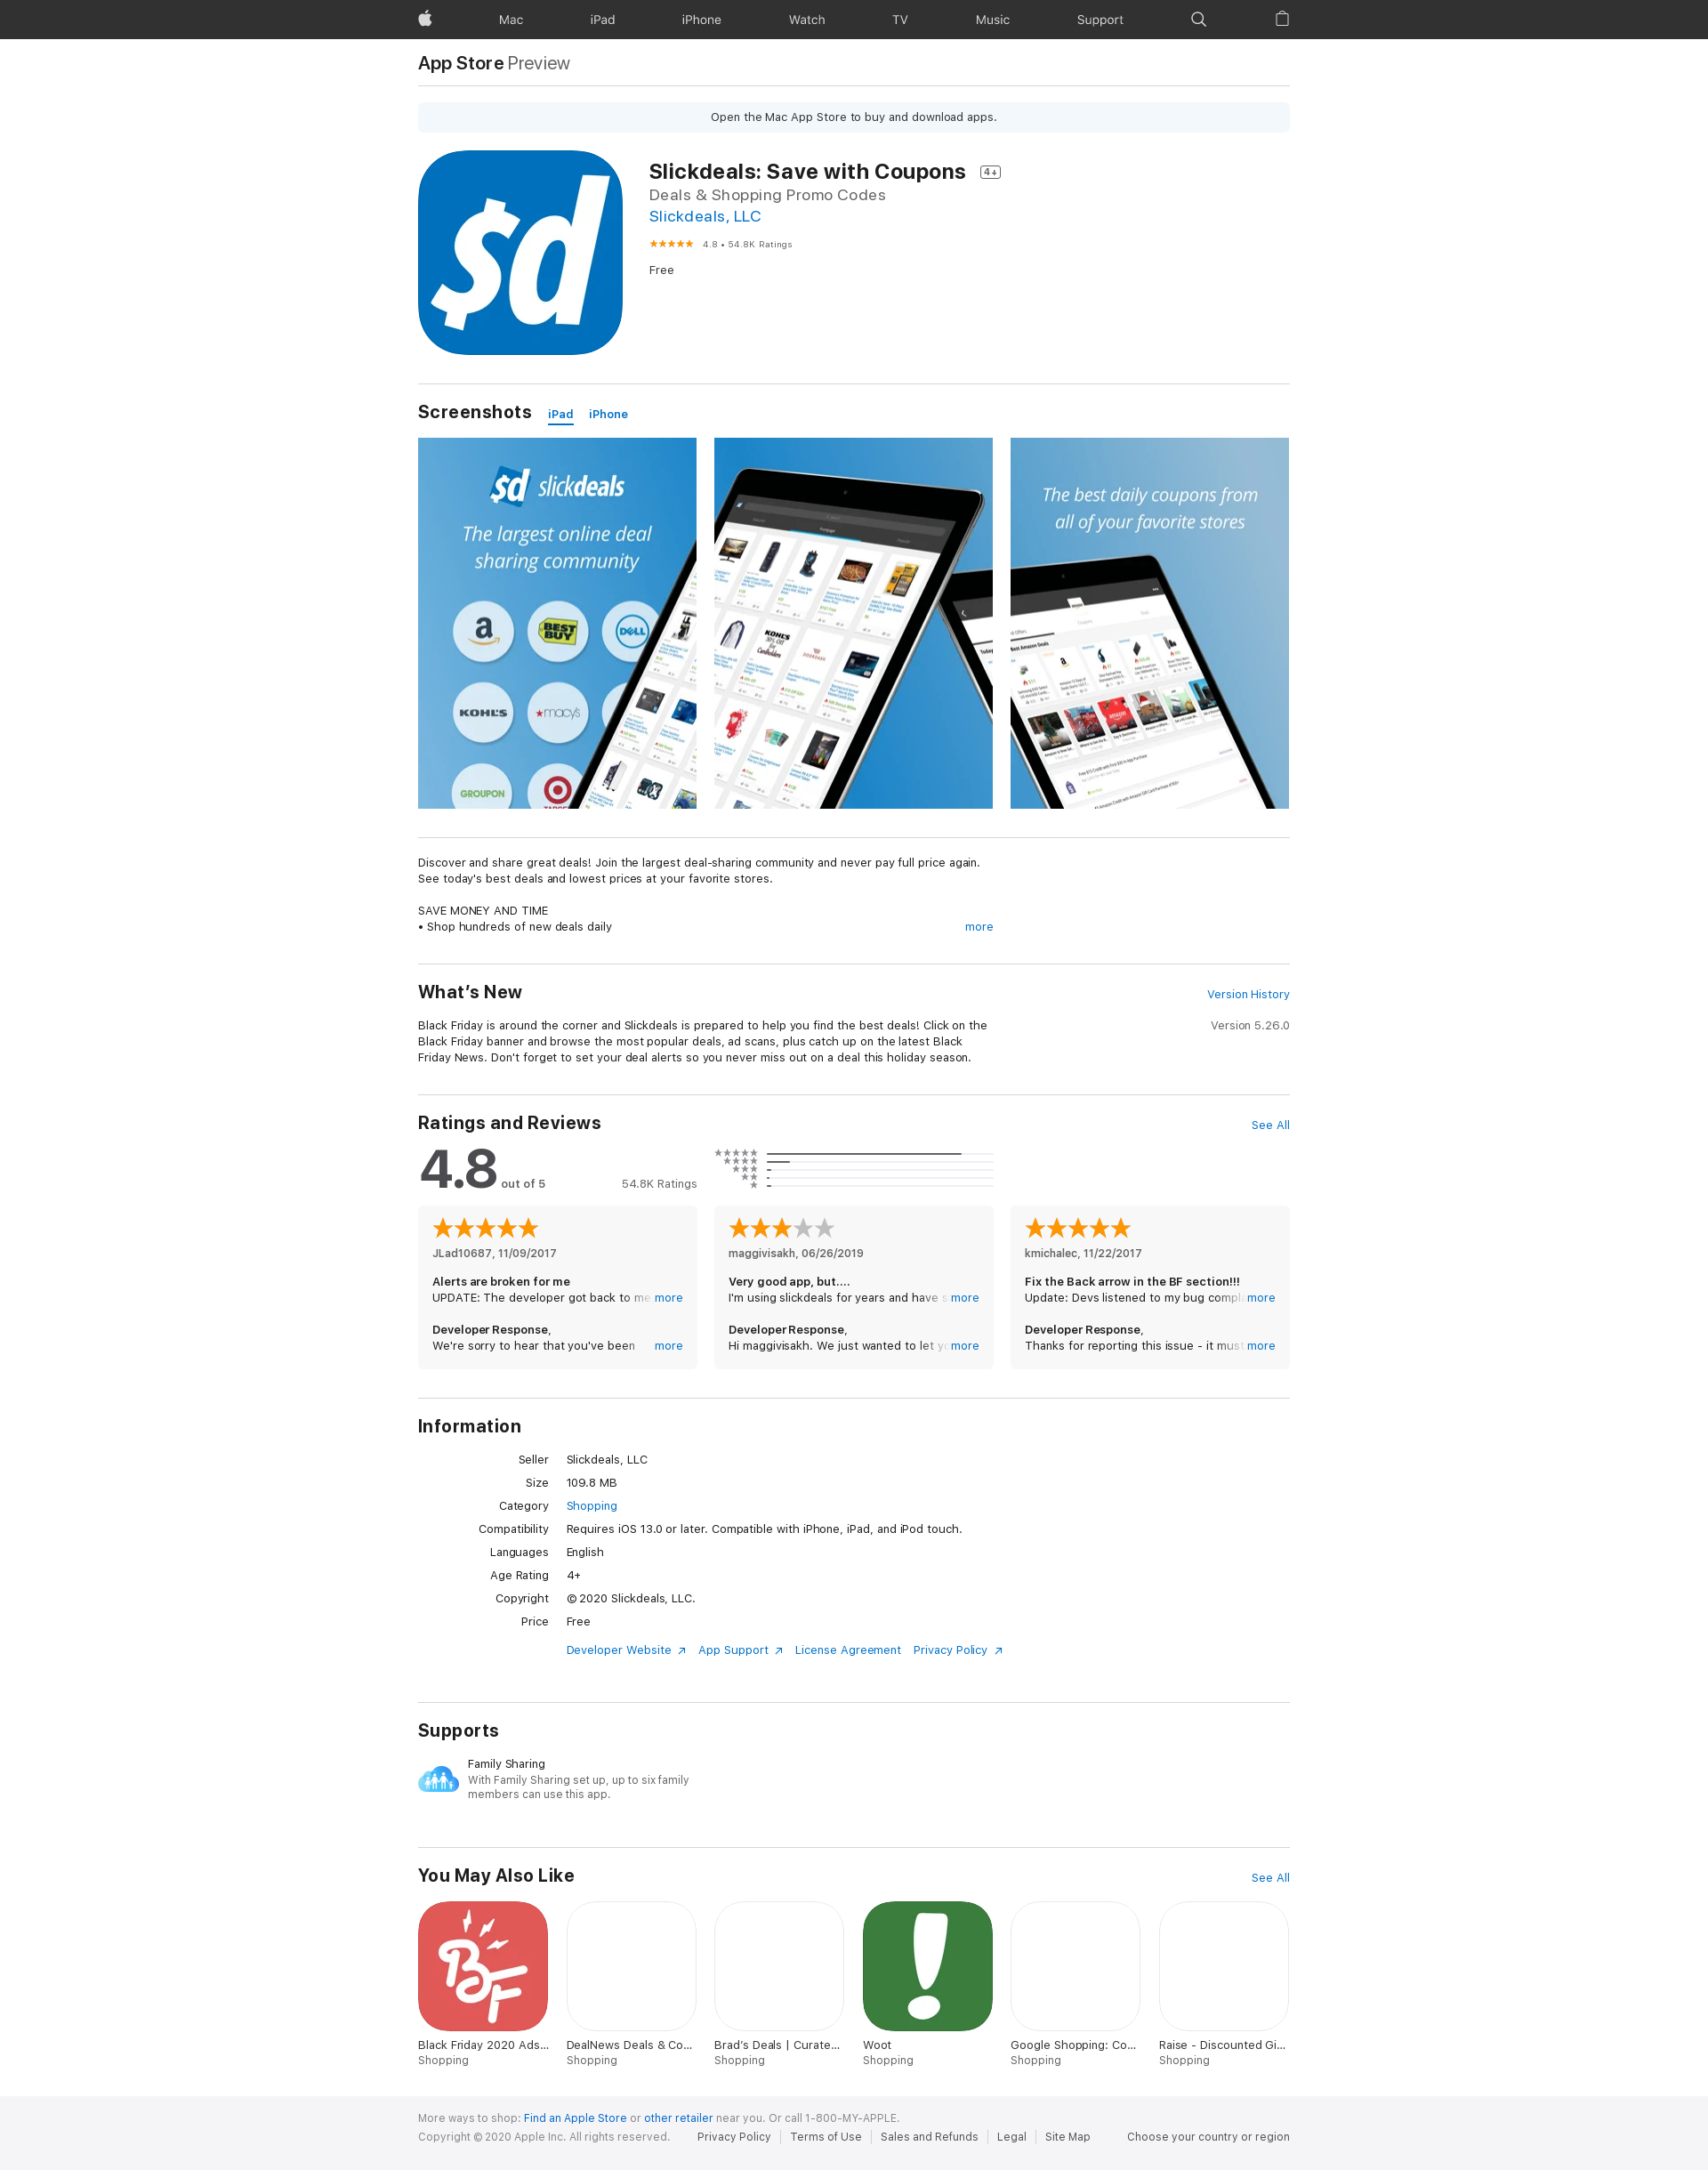 Mac iPad iPhone Watch TV Music Support
App Store Preview
Open the Mac App Store to buy and download apps.
$d
Slickdeals: Save with Coupons 4+
Deals & Shopping Promo Codes
Slickdeals, LLC
4.8 • 54.8K Ratings
Free
Screenshots iPad iPhone
$d slickdeals
The largest online deal
sharing community
a BEST BUY DELL
KOHL'S macy's
GROUPON TARGET
KOHL'S
The best daily coupons from
all of your favorite stores
Best Amazon Deals
Discover and share great deals! Join the largest deal-sharing community and never pay full price again.
See today's best deals and lowest prices at your favorite stores.
SAVE MONEY AND TIME
• Shop hundreds of new deals daily more
What's New Version History
Black Friday is around the corner and Slickdeals is prepared to help you find the best deals! Click on the Version 5.26.0
Black Friday banner and browse the most popular deals, ad scans, plus catch up on the latest Black
Friday News. Don't forget to set your deal alerts so you never miss out on a deal this holiday season.
Ratings and Reviews See All
4.8 out of 5 54.8K Ratings
JLad10687, 11/09/2017
Alerts are broken for me
UPDATE: The developer got back to me more
Developer Response,
We're sorry to hear that you've been more
maggivisakh, 06/26/2019
Very good app, but....
I'm using slickdeals for years and have s more
Developer Response,
Hi maggivisakh. We just wanted to let yo more
kmichalec, 11/22/2017
Fix the Back arrow in the BF section!!!
Update: Devs listened to my bug compla more
Developer Response,
Thanks for reporting this issue - it must more
Information
Seller Slickdeals, LLC
Size 109.8 MB
Category Shopping
Compatibility Requires iOS 13.0 or later. Compatible with iPhone, iPad, and iPod touch.
Languages English
Age Rating 4+
Copyright © 2020 Slickdeals, LLC.
Price Free
Developer Website App Support License Agreement Privacy Policy
Supports
Family Sharing
With Family Sharing set up, up to six family
members can use this app.
You May Also Like See All
BF !
Black Friday 2020 Ads... DealNews Deals & Co... Brad's Deals | Curate... Woot Google Shopping: Co... Raise - Discounted Gi...
Shopping Shopping Shopping Shopping Shopping Shopping
More ways to shop: Find an Apple Store or other retailer near you. Or call 1-800-MY-APPLE.
Copyright © 2020 Apple Inc. All rights reserved. Privacy Policy Terms of Use Sales and Refunds Legal Site Map Choose your country or region